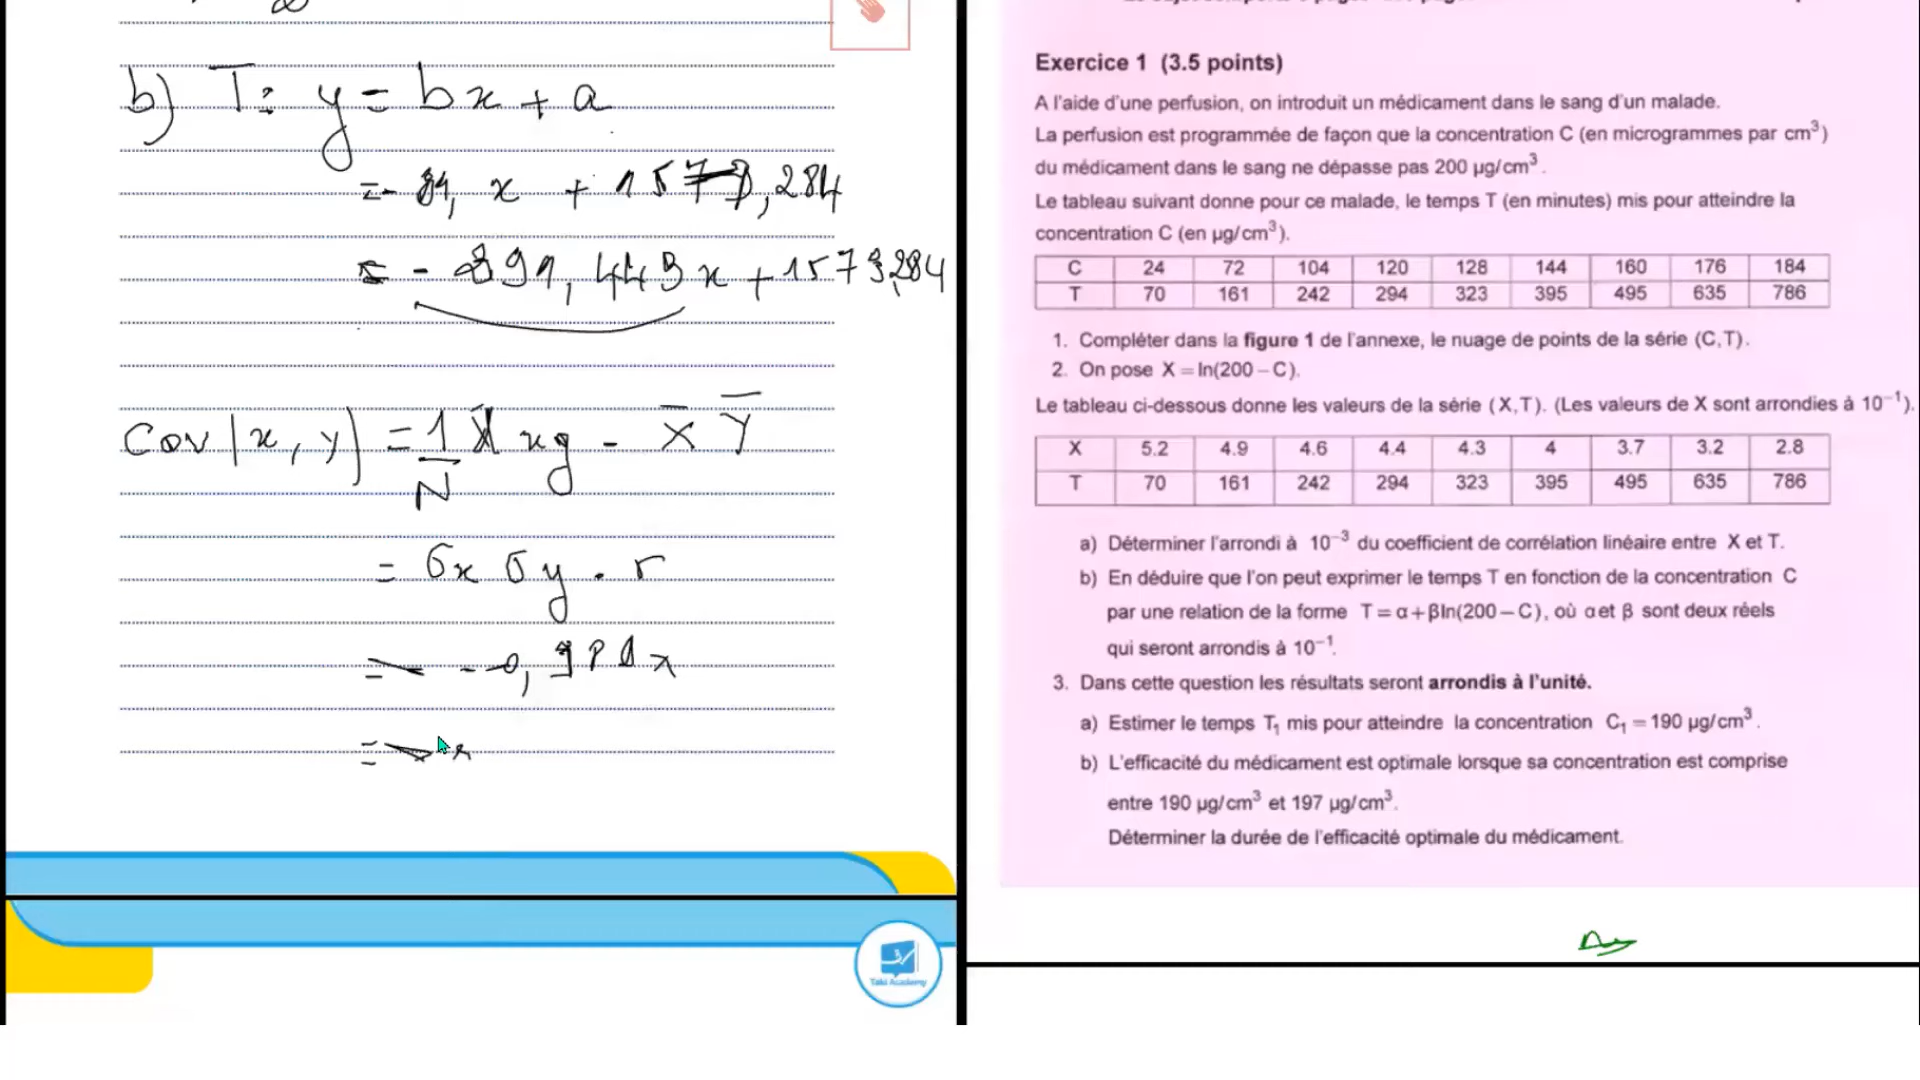 b) T: y = bx + a
x + 157,284
= - 391,443x + 1573,284
Cov(x, y) = 1/N xy - X̄ Ȳ
= σx σy . r
Taki Academy
Exercice 1 (3.5 points)
A l'aide d'une perfusion, on introduit un médicament dans le sang d'un malade.
La perfusion est programmée de façon que la concentration C (en microgrammes par cm³)
du médicament dans le sang ne dépasse pas 200 µg/cm³.
Le tableau suivant donne pour ce malade, le temps T (en minutes) mis pour atteindre la
concentration C (en µg/cm³).
C 24 72 104 120 128 144 160 176 184
T 70 161 242 294 323 395 495 635 786
1. Compléter dans la figure 1 de l'annexe, le nuage de points de la série (C,T).
2. On pose X = ln(200 – C).
Le tableau ci-dessous donne les valeurs de la série (X,T). (Les valeurs de X sont arrondies à 10⁻¹).
X 5.2 4.9 4.6 4.4 4.3 4 3.7 3.2 2.8
T 70 161 242 294 323 395 495 635 786
a) Déterminer l'arrondi à 10⁻³ du coefficient de corrélation linéaire entre X et T.
b) En déduire que l'on peut exprimer le temps T en fonction de la concentration C
par une relation de la forme T = α + βln(200 – C), où α et β sont deux réels
qui seront arrondis à 10⁻¹.
3. Dans cette question les résultats seront arrondis à l'unité.
a) Estimer le temps T₁ mis pour atteindre la concentration C₁ = 190 µg/cm³.
b) L'efficacité du médicament est optimale lorsque sa concentration est comprise
entre 190 µg/cm³ et 197 µg/cm³.
Déterminer la durée de l'efficacité optimale du médicament.